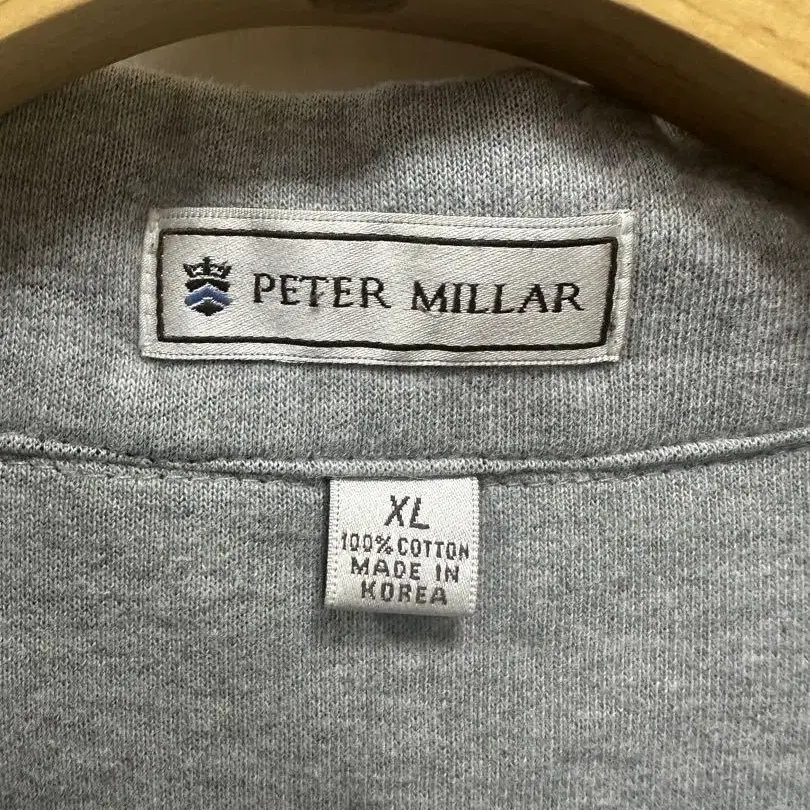 PETER MILLAR
XL
100% COTTON
MADE IN
KOREA